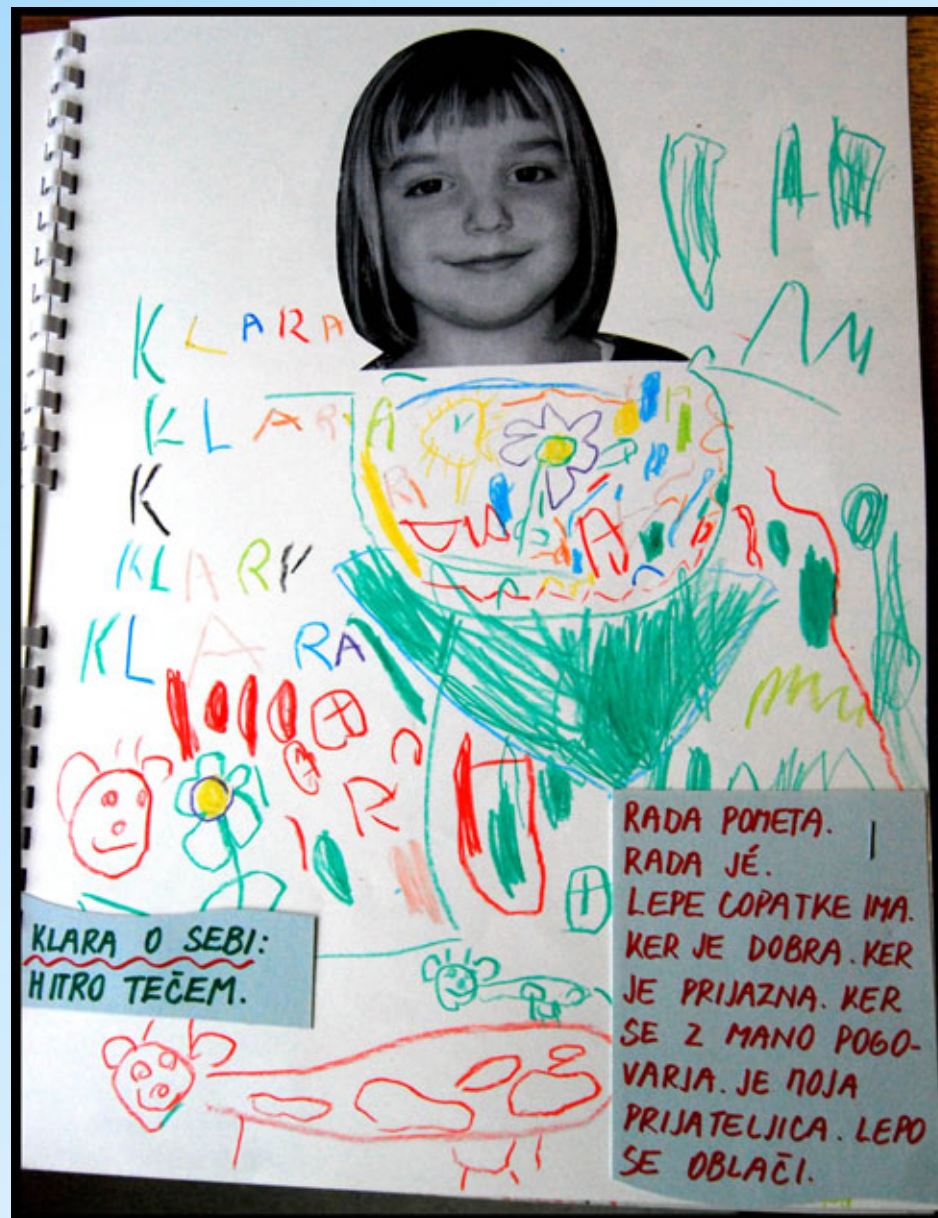 KLARA
KLARA
K
KLARK
KLARA
KLARA O SEBI:
HITRO TEČEM.
RADA POMETA.
RADA JÉ.
LEPE COPATKE IMA.
KER JE DOBRA. KER
JE PRIJAZNA. KER
SE Z MANO POGO-
VARJA. JE MOJA
PRIJATELJICA. LEPO
SE OBLAČI.